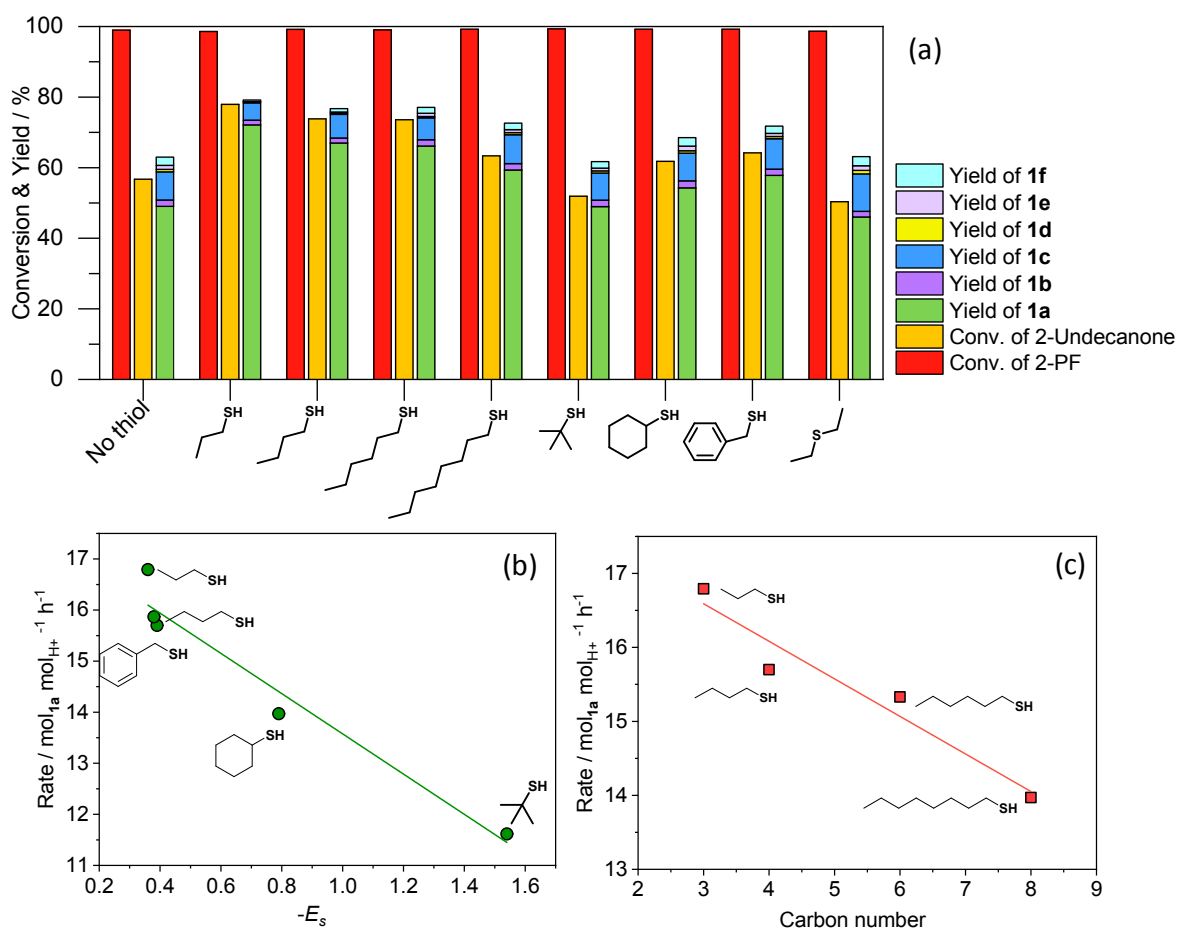 (a)
Conversion & Yield / %
100
80
60
40
20
0
Yield of 1f
Yield of 1e
Yield of 1d
Yield of 1c
Yield of 1b
Yield of 1a
Conv. of 2-Undecanone
Conv. of 2-PF
No thiol
SH
SH
SH
SH
SH
SH
SH
S
(b)
Rate / mol1a molH+ -1 h-1
17
16
15
14
13
12
11
SH
SH
SH
SH
SH
0.2 0.4 0.6 0.8 1.0 1.2 1.4 1.6
-Es
(c)
Rate / mol1a molH+ -1 h-1
17
16
15
14
13
SH
SH
SH
SH
2 3 4 5 6 7 8 9
Carbon number